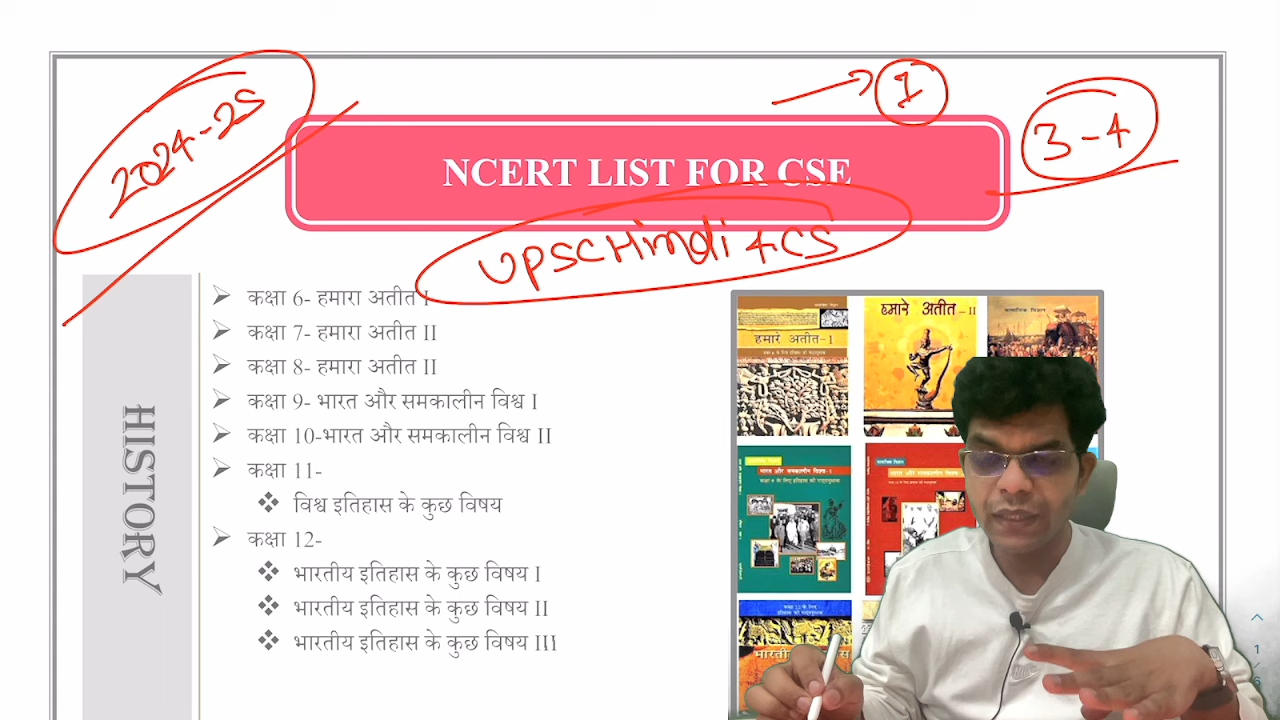 2024-25
1
3-4
NCERT LIST FOR CSE
UPSCHindi4CS
HISTORY
कक्षा 6- हमारा अतीत I
कक्षा 7- हमारा अतीत II
कक्षा 8- हमारा अतीत II
कक्षा 9- भारत और समकालीन विश्व I
कक्षा 10-भारत और समकालीन विश्व II
कक्षा 11-
विश्व इतिहास के कुछ विषय
कक्षा 12-
भारतीय इतिहास के कुछ विषय I
भारतीय इतिहास के कुछ विषय II
भारतीय इतिहास के कुछ विषय III
हमारे अतीत-1
हमारे अतीत-II
सामाजिक विज्ञान
भारत और समकालीन विश्व-1
1